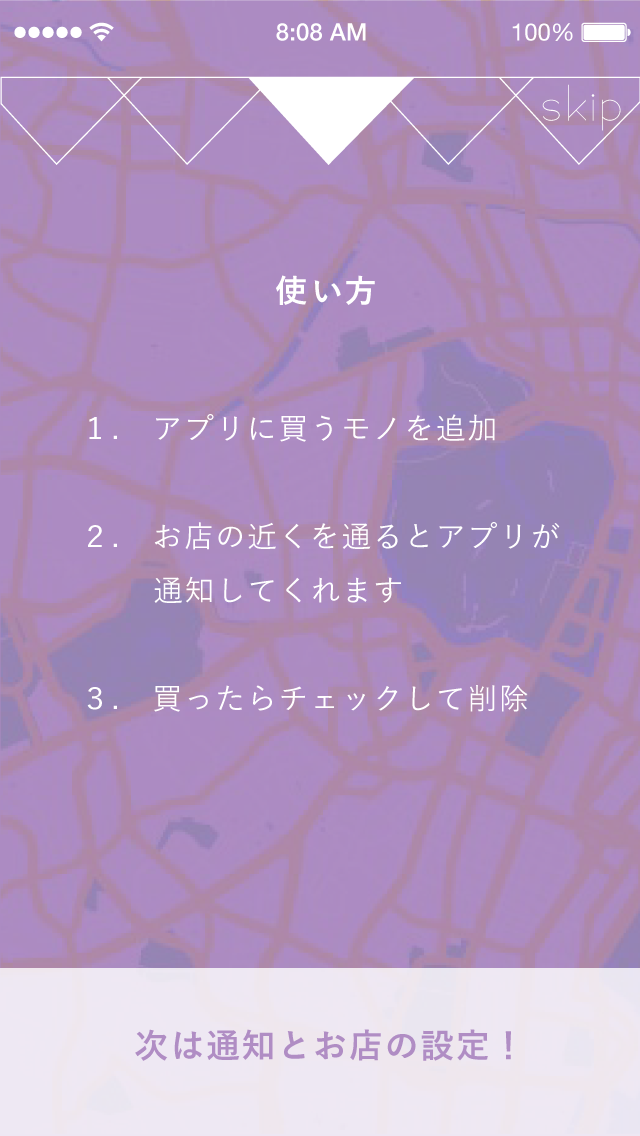 8:08 AM 100%
skip
使い方
1. アプリに買うモノを追加
2. お店の近くを通るとアプリが
通知してくれます
3. 買ったらチェックして削除
次は通知とお店の設定！